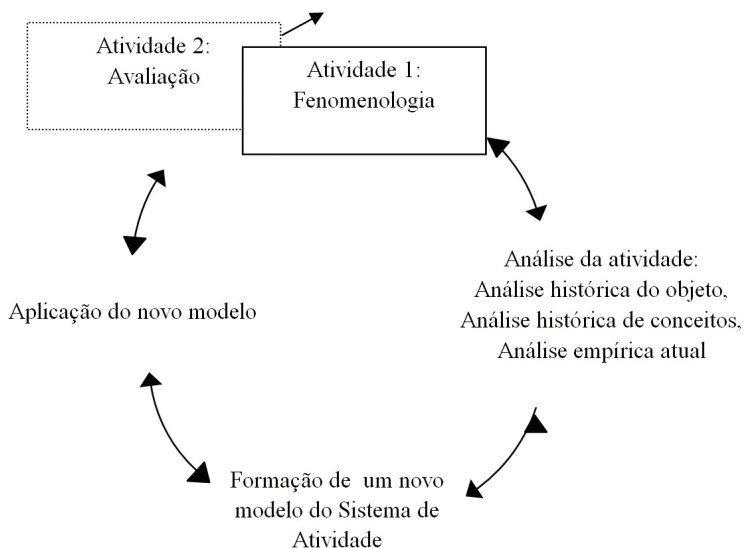 Atividade 2:
Avaliação
Atividade 1:
Fenomenologia
Análise da atividade:
Análise histórica do objeto,
Análise histórica de conceitos,
Análise empírica atual
Aplicação do novo modelo
Formação de um novo
modelo do Sistema de
Atividade